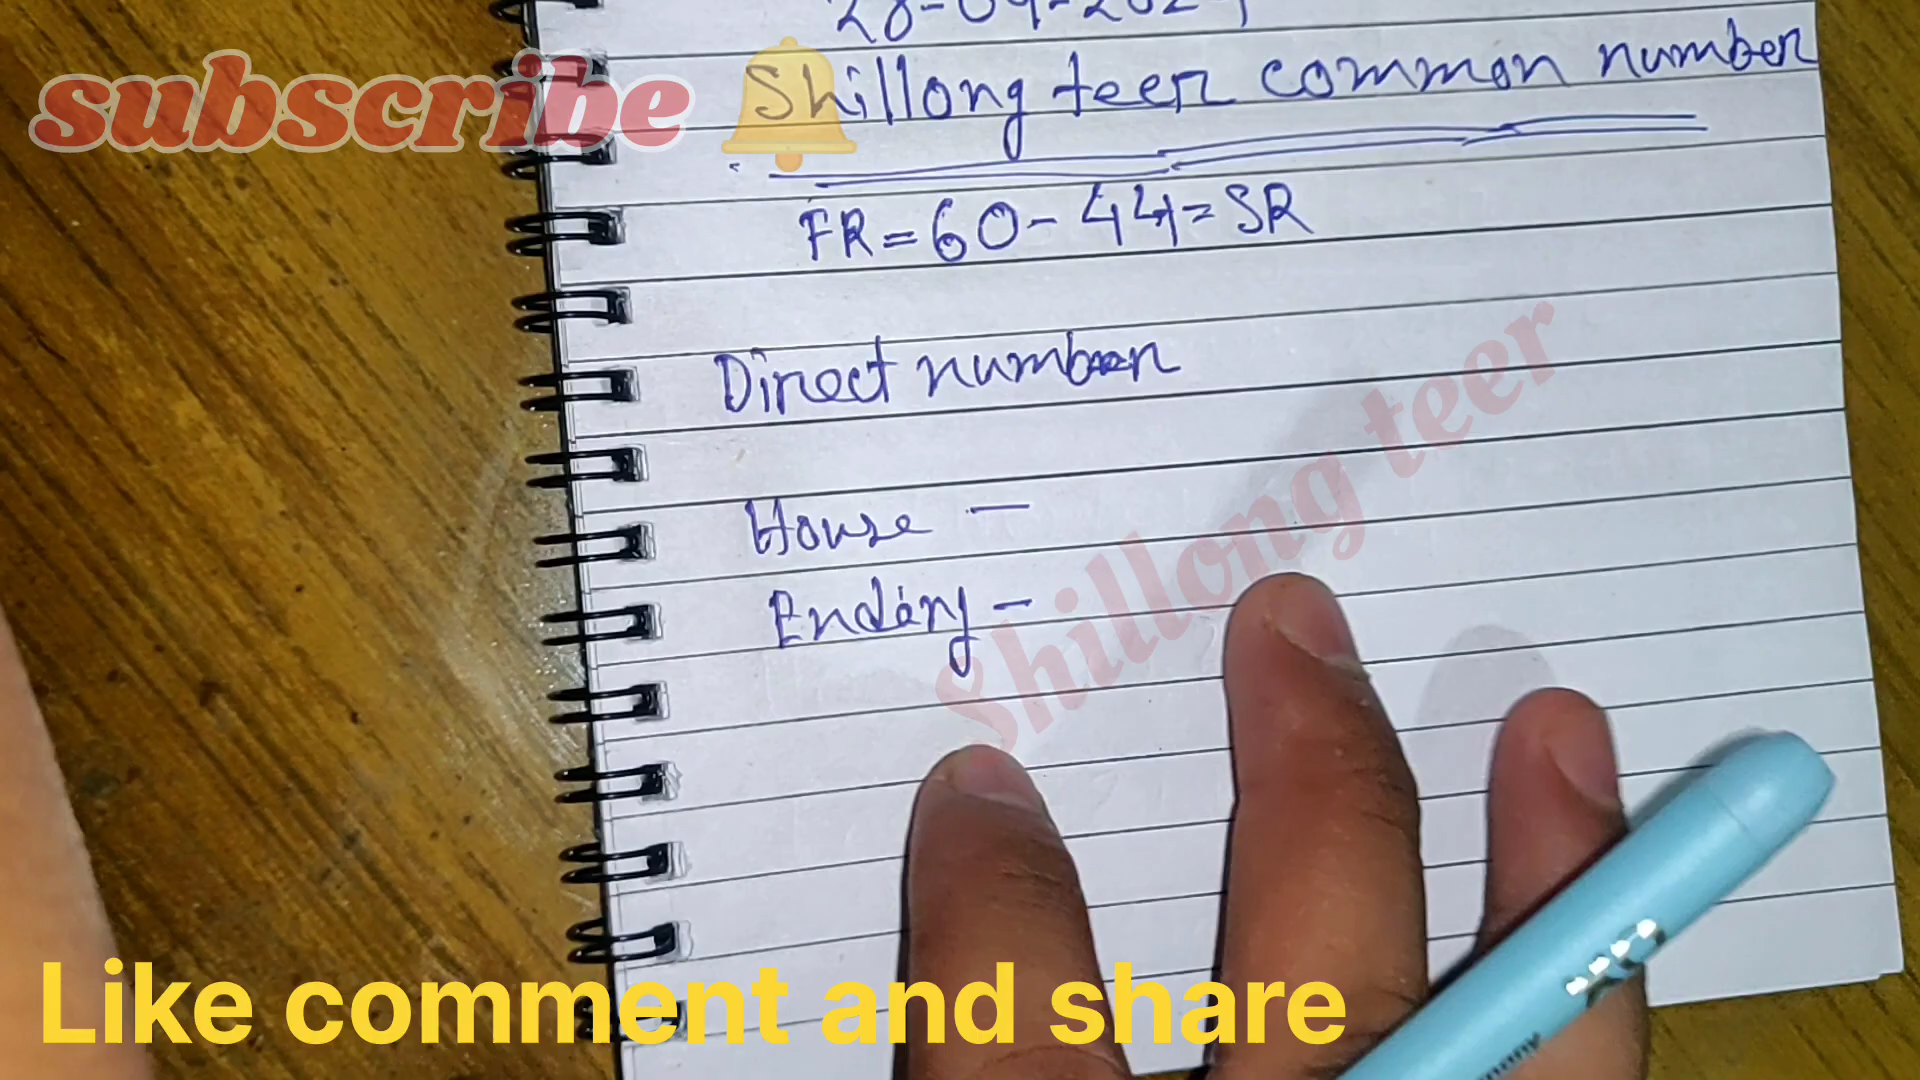 subscribe
Shillong teer common number
FR = 60 - 44 = SR
Direct number
House -
Ending -
Shillong teer
Like comment and share